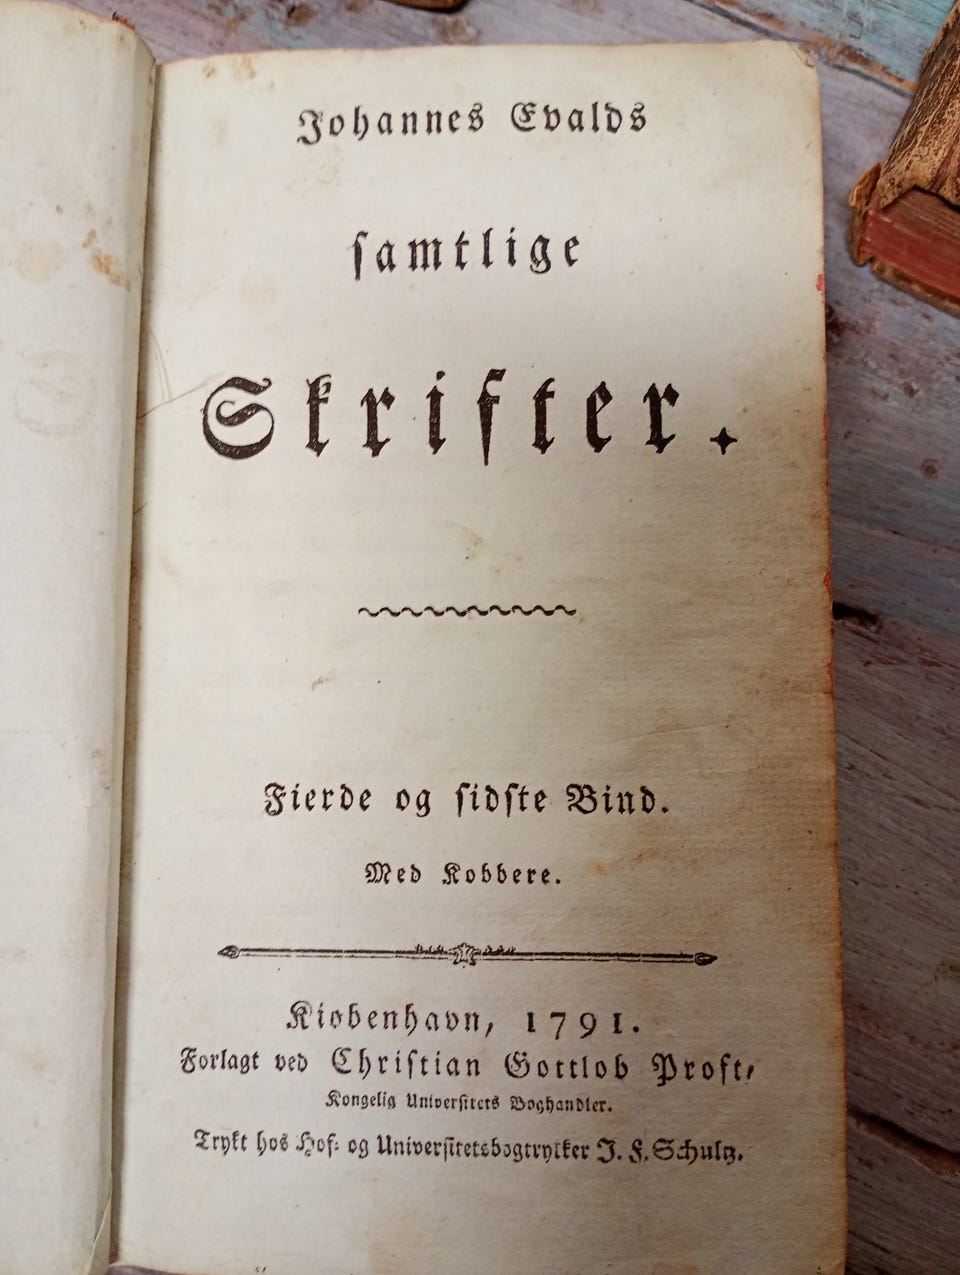 Johannes Evalds
ſamtlige
Skrifter.
Fierde og ſidſte Bind.
Med Kobbere.
Kiøbenhavn, 1791.
Forlagt ved Chriſtian Gottlob Proft,
Kongelig Univerſitets Boghandler.
Trykt hos Hof- og Univerſitetsbogtrykker J. F. Schultz.